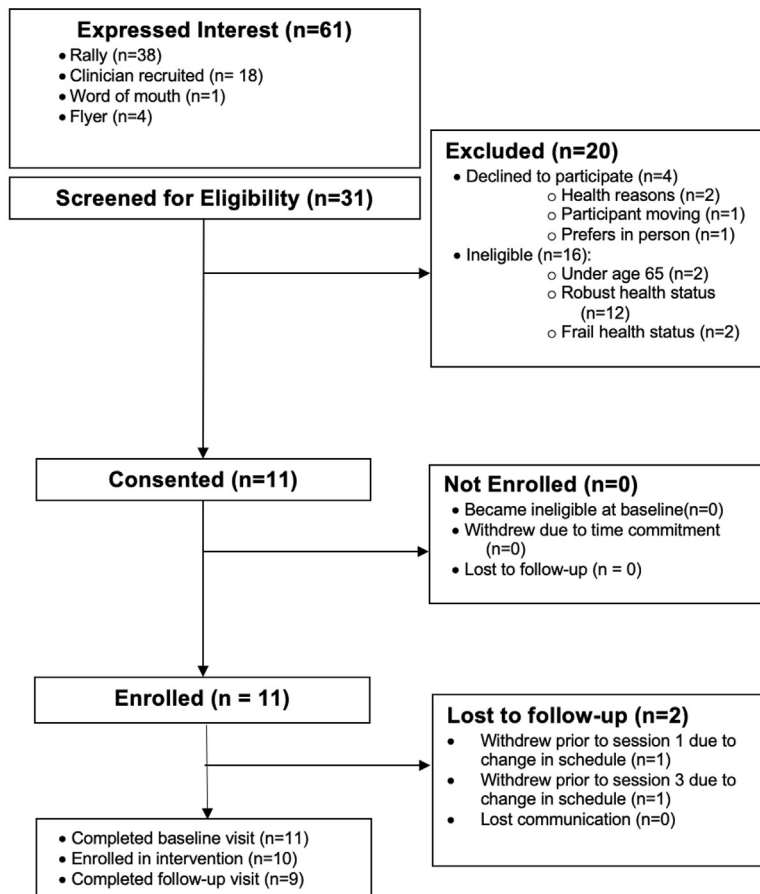 Expressed Interest (n=61)
• Rally (n=38)
• Clinician recruited (n= 18)
• Word of mouth (n=1)
• Flyer (n=4)
Screened for Eligibility (n=31)
Excluded (n=20)
• Declined to participate (n=4)
o Health reasons (n=2)
o Participant moving (n=1)
o Prefers in person (n=1)
• Ineligible (n=16):
o Under age 65 (n=2)
o Robust health status
(n=12)
o Frail health status (n=2)
Consented (n=11)
Not Enrolled (n=0)
• Became ineligible at baseline(n=0)
• Withdrew due to time commitment
(n=0)
• Lost to follow-up (n = 0)
Enrolled (n = 11)
Lost to follow-up (n=2)
• Withdrew prior to session 1 due to
change in schedule (n=1)
• Withdrew prior to session 3 due to
change in schedule (n=1)
• Lost communication (n=0)
• Completed baseline visit (n=11)
• Enrolled in intervention (n=10)
• Completed follow-up visit (n=9)